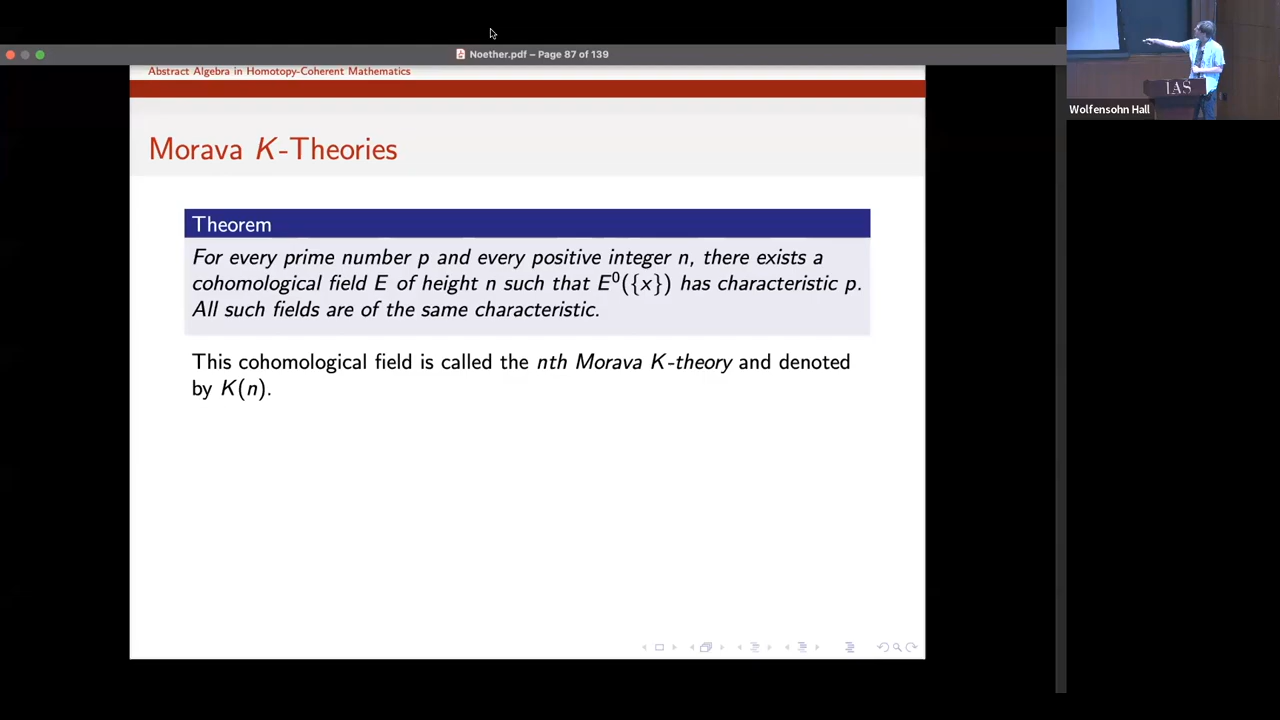 Noether.pdf – Page 87 of 139
Abstract Algebra in Homotopy-Coherent Mathematics
Morava K-Theories
Theorem
For every prime number p and every positive integer n, there exists a
cohomological field E of height n such that E⁰({x}) has characteristic p.
All such fields are of the same characteristic.
This cohomological field is called the nth Morava K-theory and denoted
by K(n).
IAS
Wolfensohn Hall